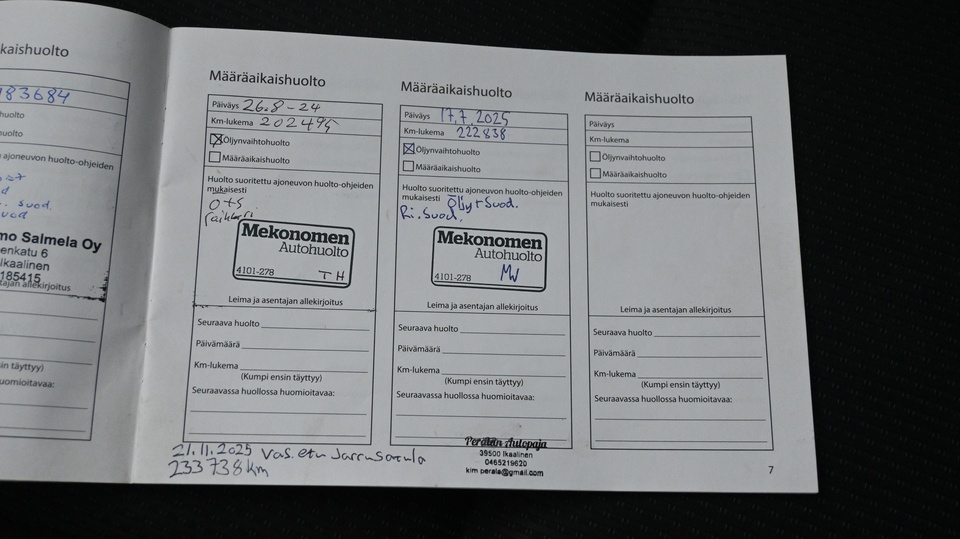 kaishuolto
183684
huolto
huolto
ajoneuvon huolto-ohjeiden
suod.
mo Salmela Oy
enkatu 6
Ikaalinen
185415
tajan allekirjoitus
in täyttyy)
uomioitavaa:
Määräaikaishuolto
Päiväys 26.8-24
Km-lukema 202495
Öljynvaihtohuolto
Määräaikaishuolto
Huolto suoritettu ajoneuvon huolto-ohjeiden
mukaisesti
O+S
Mekonomen
Autohuolto
4101-278 TH
Leima ja asentajan allekirjoitus
Seuraava huolto
Päivämäärä
Km-lukema
(Kumpi ensin täyttyy)
Seuraavassa huollossa huomioitavaa:
Määräaikaishuolto
Päiväys 17.7.2025
Km-lukema 222838
Öljynvaihtohuolto
Määräaikaishuolto
Huolto suoritettu ajoneuvon huolto-ohjeiden
mukaisesti Öljy+Suod.
Ri.Suod.
Mekonomen
Autohuolto
4101-278 MW
Leima ja asentajan allekirjoitus
Seuraava huolto
Päivämäärä
Km-lukema
(Kumpi ensin täyttyy)
Seuraavassa huollossa huomioitavaa:
Määräaikaishuolto
Päiväys
Km-lukema
Öljynvaihtohuolto
Määräaikaishuolto
Huolto suoritettu ajoneuvon huolto-ohjeiden
mukaisesti
Leima ja asentajan allekirjoitus
Seuraava huolto
Päivämäärä
Km-lukema
(Kumpi ensin täyttyy)
Seuraavassa huollossa huomioitavaa:
21.11.2025 Vas. etu Jarrusatula
233738km
Perälän Autopaja
39500 Ikaalinen
0465219620
kim perala@gmail.com
7